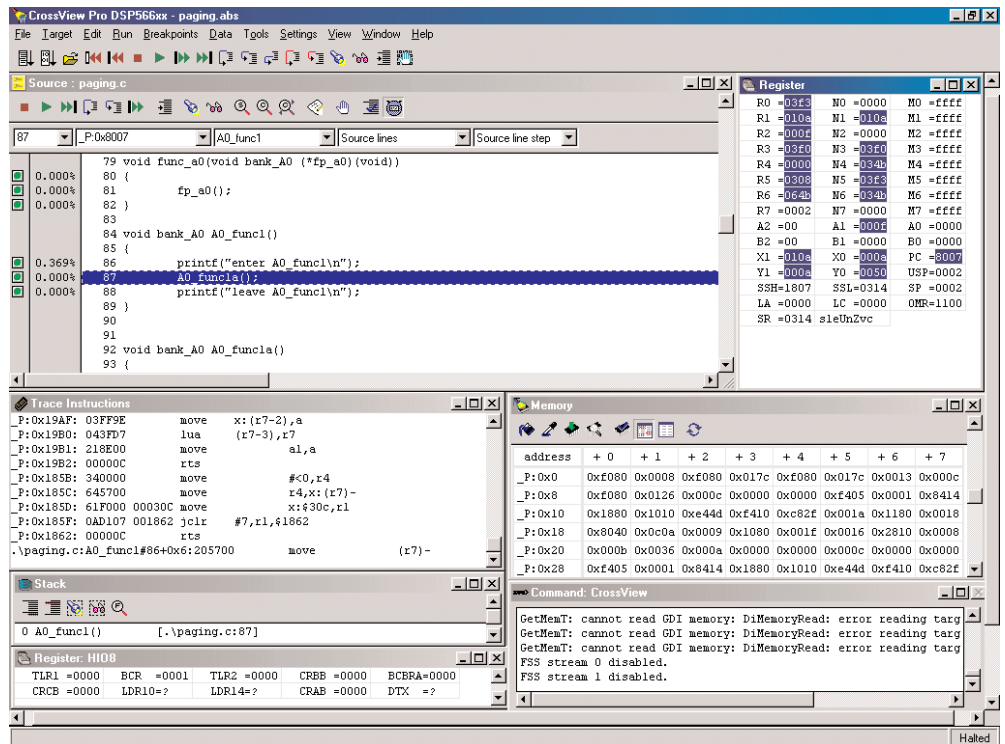 CrossView Pro DSP566xx - paging.abs
File Target Edit Run Breakpoints Data Tools Settings View Window Help
Source : paging.c
87 _P:0x8007 A0_func1 Source lines Source line step
79 void func_a0(void bank_A0 (*fp_a0)(void))
0.000% 80 {
0.000% 81 fp_a0();
0.000% 82 }
83
84 void bank_A0 A0_func1()
85 {
0.369% 86 printf("enter A0_func1\n");
0.000% 87 A0_func1a();
0.000% 88 printf("leave A0_func1\n");
89 }
90
91
92 void bank_A0 A0_func1a()
93 {
Register
R0 =03f3 N0 =0000 M0 =ffff
R1 =010a N1 =010a M1 =ffff
R2 =000f N2 =0000 M2 =ffff
R3 =03f0 N3 =03f0 M3 =ffff
R4 =0000 N4 =034b M4 =ffff
R5 =0308 N5 =03f3 M5 =ffff
R6 =064b N6 =034b M6 =ffff
R7 =0002 N7 =0000 M7 =ffff
A2 =00 A1 =000f A0 =0000
B2 =00 B1 =0000 B0 =0000
X1 =010a X0 =000a PC =8007
Y1 =000a Y0 =0050 USP=0002
SSH=1807 SSL=0314 SP =0002
LA =0000 LC =0000 OMR=1100
SR =0314 sleUnZvc
Trace Instructions
_P:0x19AF: 03FF9E move x:(r7-2),a
_P:0x19B0: 043FD7 lua (r7-3),r7
_P:0x19B1: 218E00 move a1,a
_P:0x19B2: 00000C rts
_P:0x185B: 340000 move #<0,r4
_P:0x185C: 645700 move r4,x:(r7)-
_P:0x185D: 61F000 00030C move x:$30c,r1
_P:0x185F: 0AD107 001862 jclr #7,r1,$1862
_P:0x1862: 00000C rts
.\paging.c:A0_func1#86+0x6:205700 move (r7)-
Memory
address + 0 + 1 + 2 + 3 + 4 + 5 + 6 + 7
_P:0x0 0xf080 0x0008 0xf080 0x017c 0xf080 0x017c 0x0013 0x000c
_P:0x8 0xf080 0x0126 0x000c 0x0000 0x0000 0xf405 0x0001 0x8414
_P:0x10 0x1880 0x1010 0xe44d 0xf410 0xc82f 0x001a 0x1180 0x0018
_P:0x18 0x8040 0x0c0a 0x0009 0x1080 0x001f 0x0016 0x2810 0x0008
_P:0x20 0x000b 0x0036 0x000a 0x0000 0x0000 0x000c 0x0000 0x0000
_P:0x28 0xf405 0x0001 0x8414 0x1880 0x1010 0xe44d 0xf410 0xc82f
Stack
0 A0_func1() [.\paging.c:87]
Register: HI08
TLR1 =0000 BCR =0001 TLR2 =0000 CRBB =0000 BCBRA=0000
CRCB =0000 LDR10=? LDR14=? CRAB =0000 DTX =?
Command: CrossView
GetMemT: cannot read GDI memory: DiMemoryRead: error reading targ
GetMemT: cannot read GDI memory: DiMemoryRead: error reading targ
GetMemT: cannot read GDI memory: DiMemoryRead: error reading targ
FSS stream 0 disabled.
FSS stream 1 disabled.
Halted